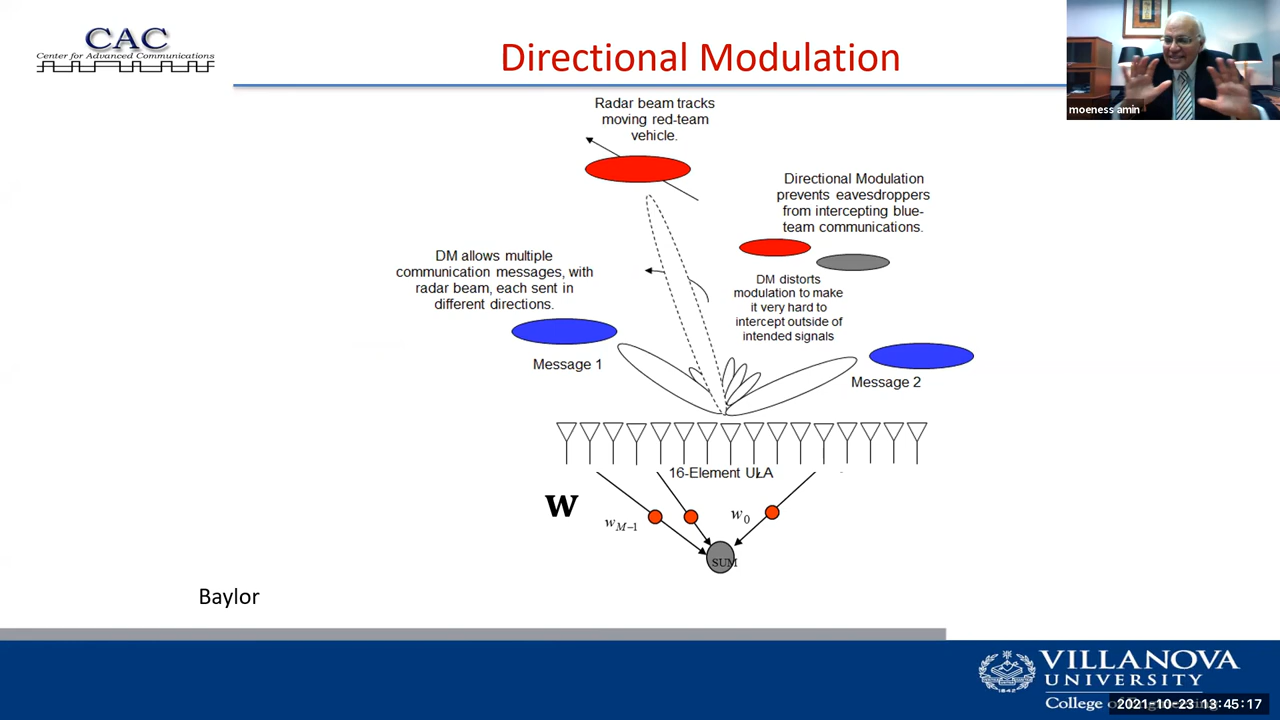 CAC
Center for Advanced Communications
Directional Modulation
moeness amin
Radar beam tracks
moving red-team
vehicle.
Directional Modulation
prevents eavesdroppers
from intercepting blue-
team communications.
DM allows multiple
communication messages, with
radar beam, each sent in
different directions.
DM distorts
modulation to make
it very hard to
intercept outside of
intended signals
Message 1
Message 2
16-Element ULA
w
w_{M-1}
w_0
SUM
Baylor
1842
VILLANOVA
UNIVERSITY
College of Engineering
2021-10-23 13:45:17